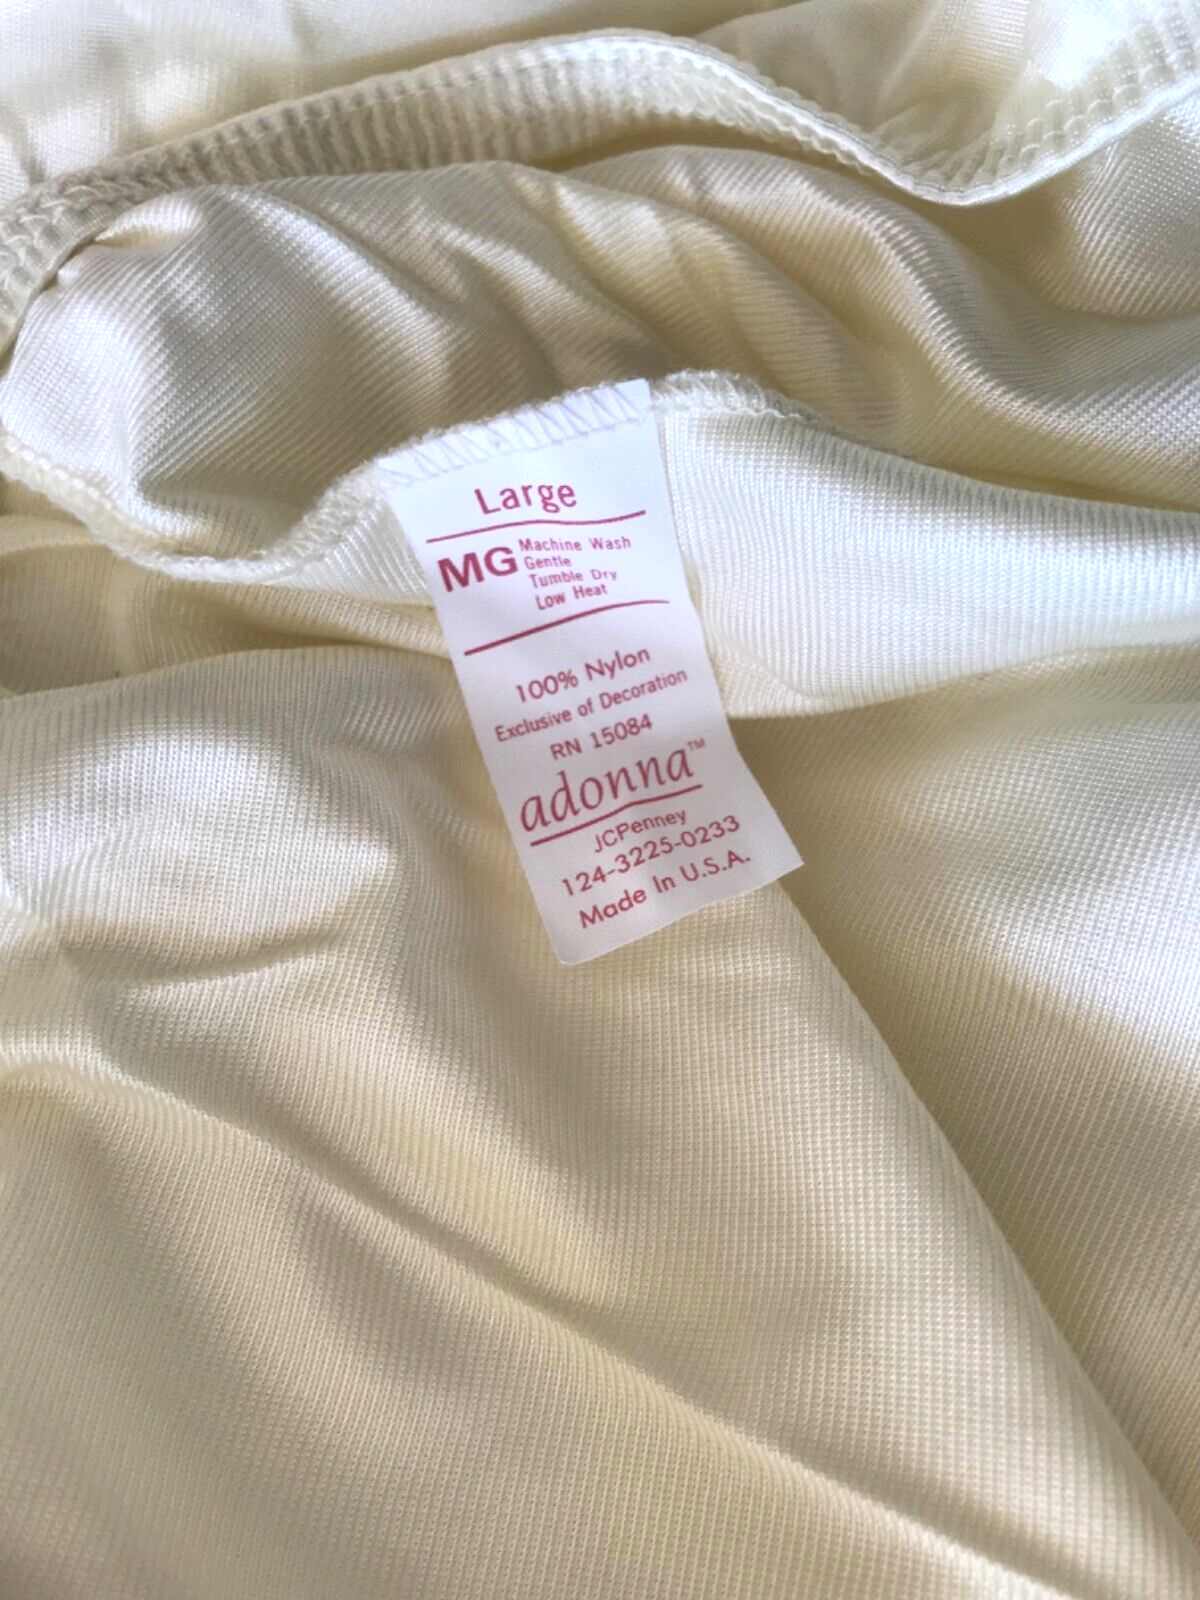 Large
MG Machine Wash
Gentle
Tumble Dry
Low Heat
100% Nylon
Exclusive of Decoration
RN 15084
adonna™
JCPenney
124-3225-0233
Made In U.S.A.